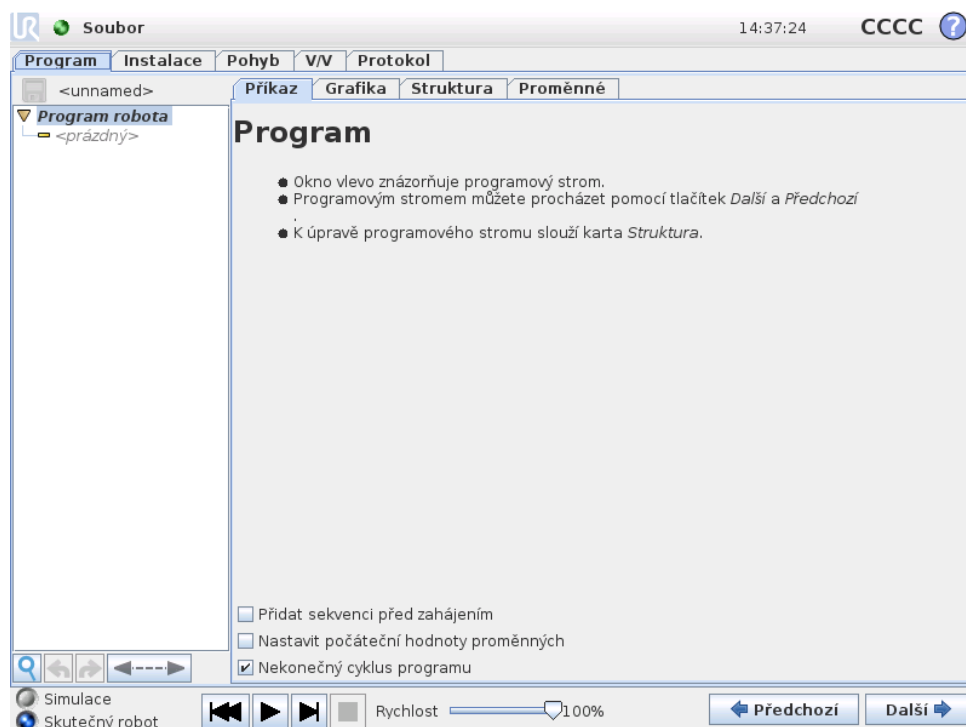 UR Soubor 14:37:24 CCCC ?
Program Instalace Pohyb V/V Protokol
<unnamed>
Příkaz Grafika Struktura Proměnné
Program robota
<prázdný>
Program
Okno vlevo znázorňuje programový strom.
Programovým stromem můžete procházet pomocí tlačítek Další a Předchozí
.
K úpravě programového stromu slouží karta Struktura.
Přidat sekvenci před zahájením
Nastavit počáteční hodnoty proměnných
Nekonečný cyklus programu
Simulace
Skutečný robot
Rychlost 100%
Předchozí Další